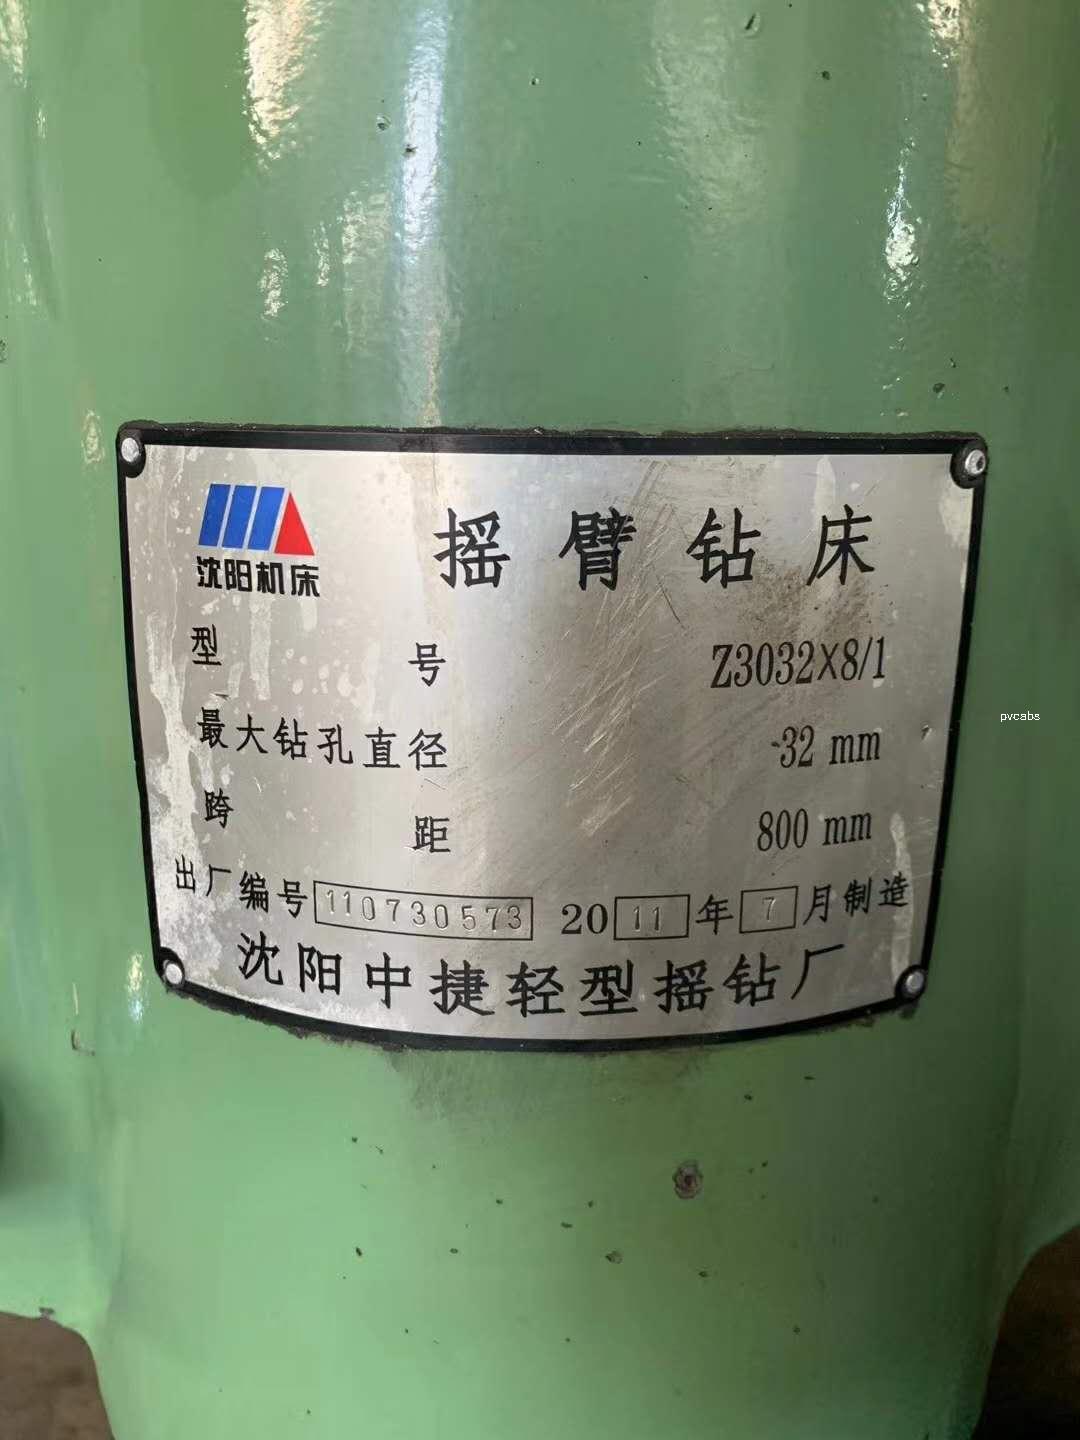 沈阳机床
摇臂钻床
型号 Z3032X8/1
最大钻孔直径 32 mm
跨距 800 mm
出厂编号 110730573 2011年7月制造
沈阳中捷轻型摇钻厂
pvcabs